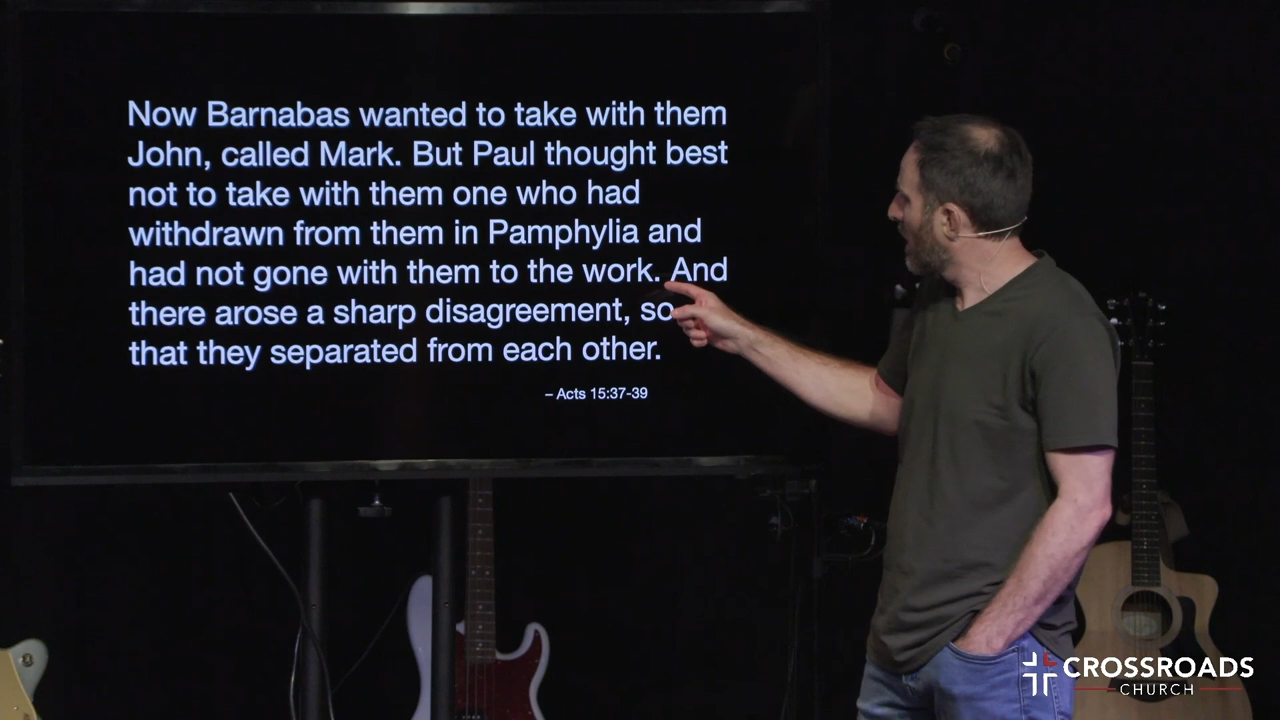 Now Barnabas wanted to take with them
John, called Mark. But Paul thought best
not to take with them one who had
withdrawn from them in Pamphylia and
had not gone with them to the work. And
there arose a sharp disagreement, so
that they separated from each other.
– Acts 15:37-39
CROSSROADS
CHURCH